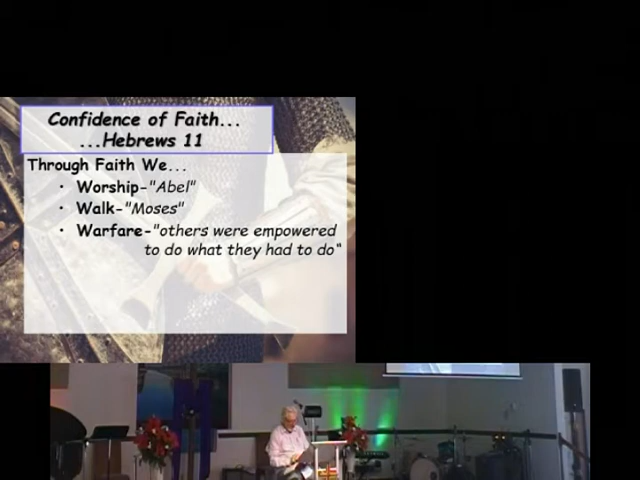 Confidence of Faith...
...Hebrews 11
Through Faith We...
• Worship-"Abel"
• Walk-"Moses"
• Warfare-"others were empowered
to do what they had to do“